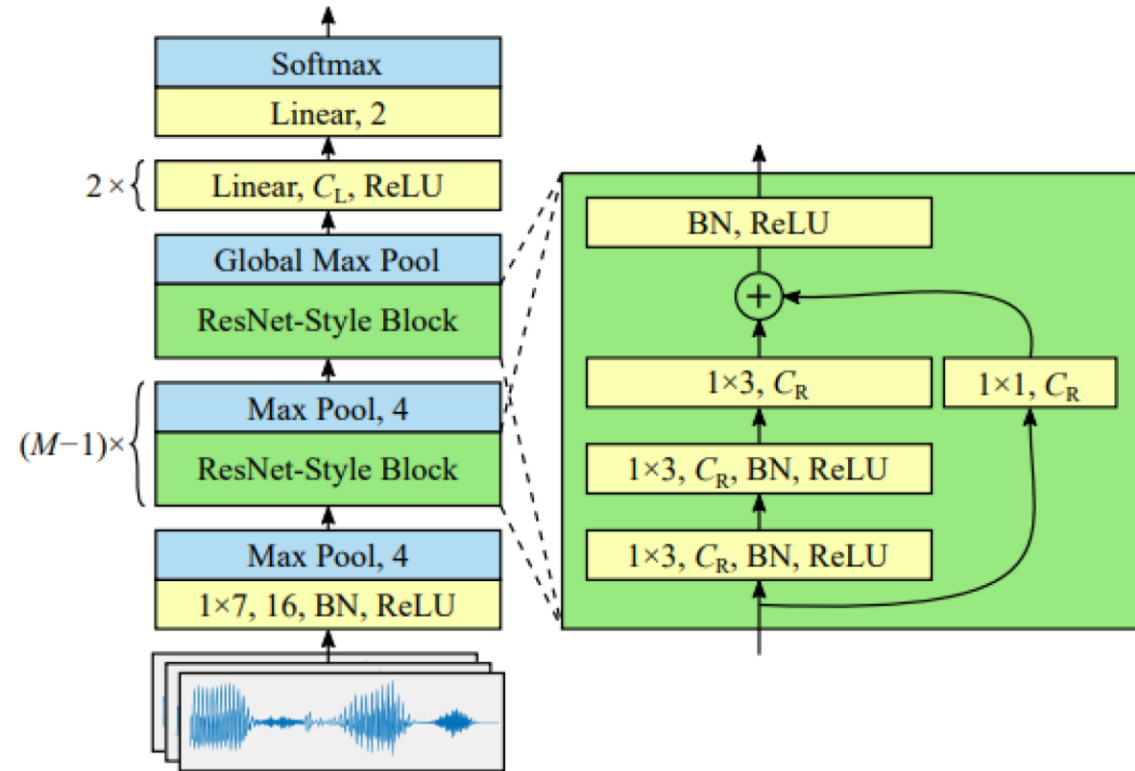 Softmax
Linear, 2
2 ×
Linear, C_L, ReLU
Global Max Pool
ResNet-Style Block
(M−1)×
Max Pool, 4
ResNet-Style Block
Max Pool, 4
1×7, 16, BN, ReLU
BN, ReLU
+
1×3, C_R
1×1, C_R
1×3, C_R, BN, ReLU
1×3, C_R, BN, ReLU